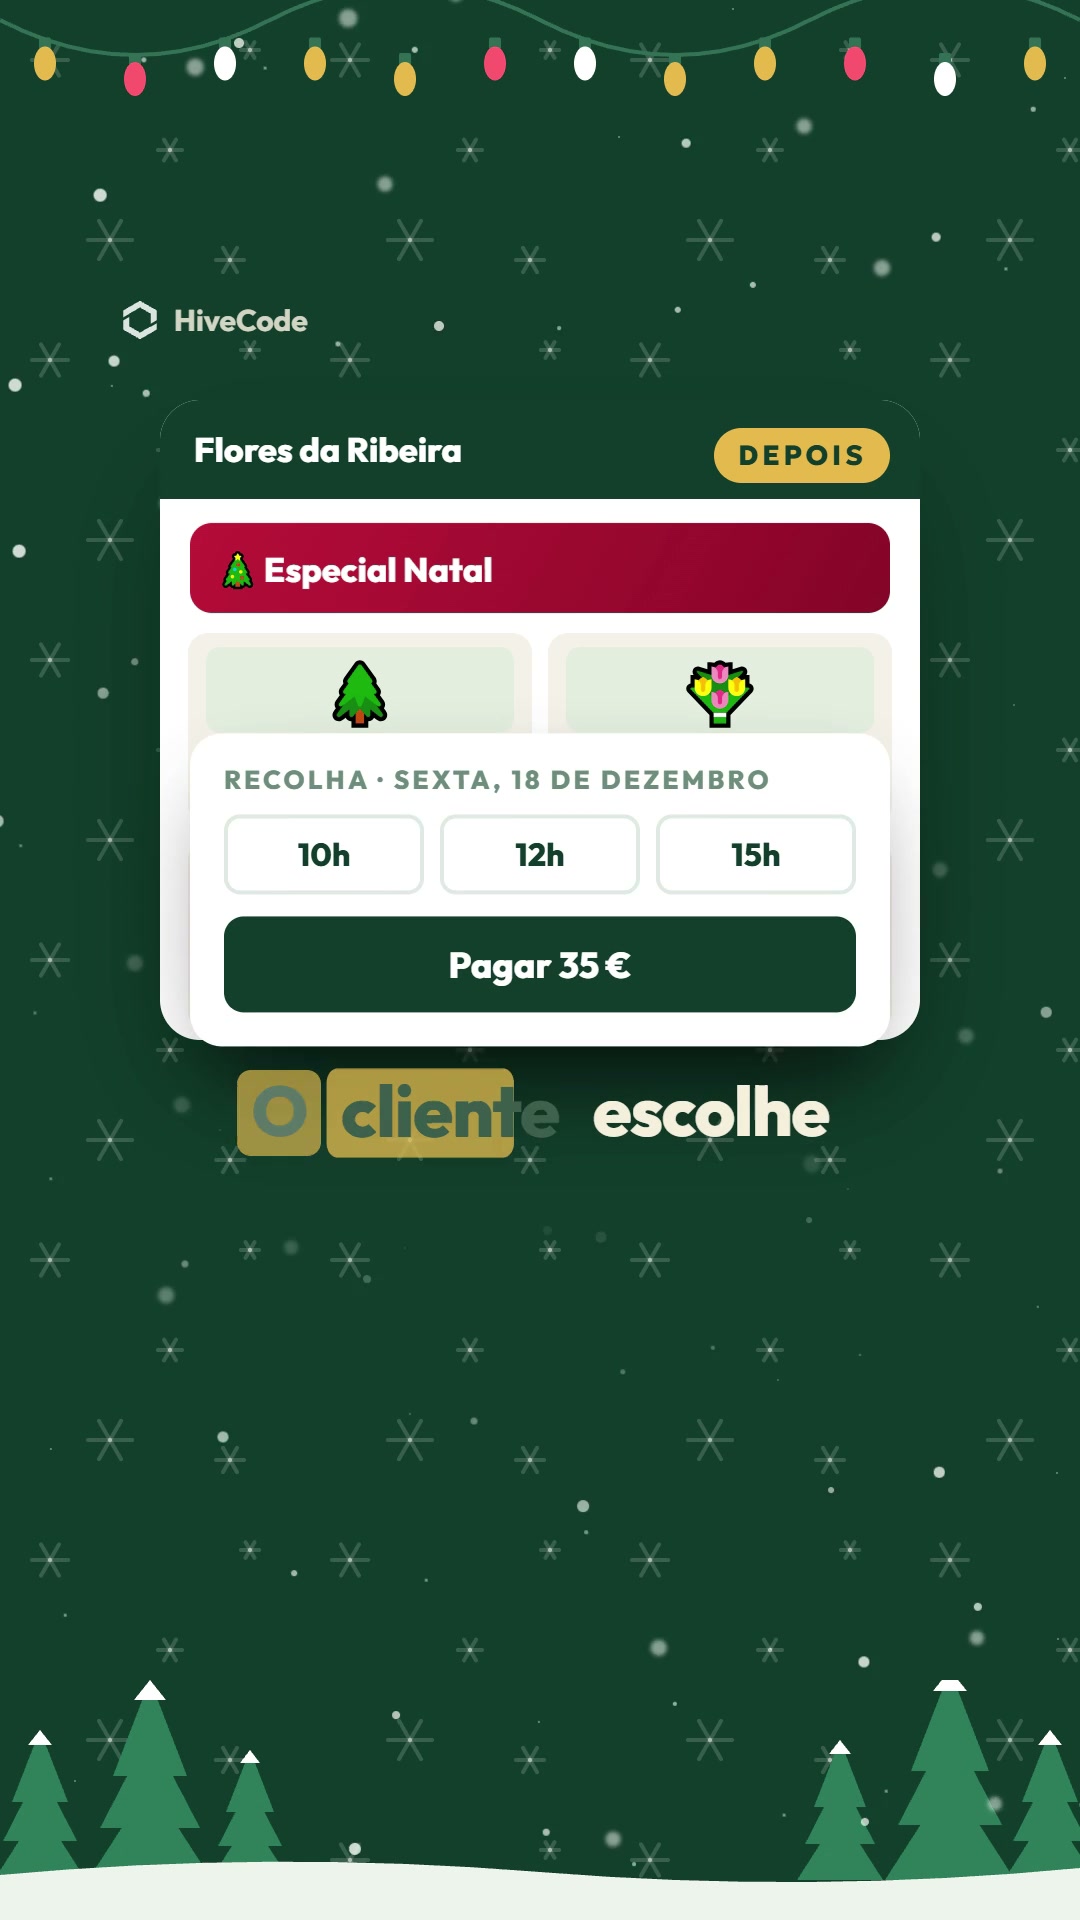 HiveCode
Flores da Ribeira
DEPOIS
Especial Natal
RECOLHA · SEXTA, 18 DE DEZEMBRO
10h
12h
15h
Pagar 35 €
O cliente escolhe